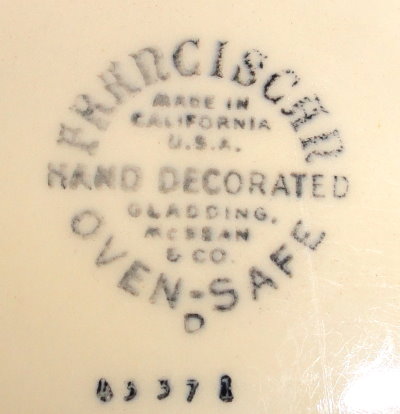 FRANCISCAN
MADE IN
CALIFORNIA
U.S.A.
HAND DECORATED
GLADDING,
McBEAN
& CO.
OVEN-SAFE
D